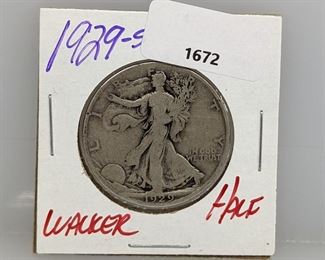 1929-S
1672
LIBERTY
IN GOD
WE TRUST
1929
WALKER
HALF